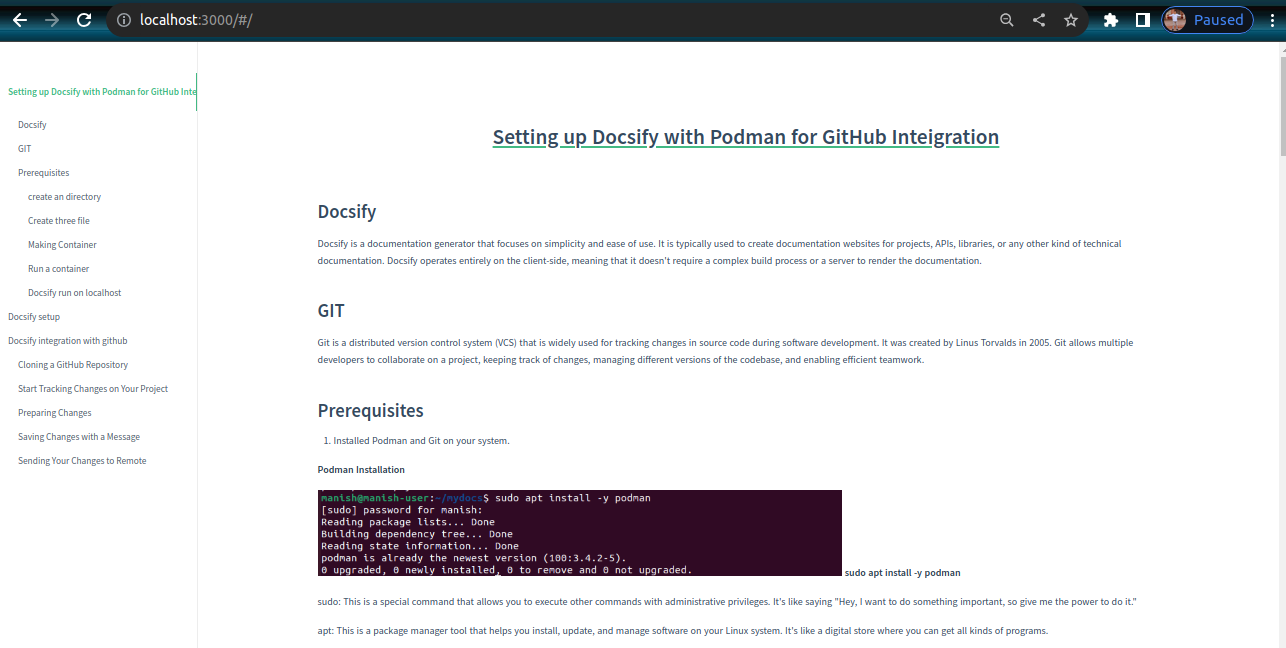 localhost:3000/#/
Paused
Setting up Docsify with Podman for GitHub Inte
Docsify
GIT
Prerequisites
create an directory
Create three file
Making Container
Run a container
Docsify run on localhost
Docsify setup
Docsify integration with github
Cloning a GitHub Repository
Start Tracking Changes on Your Project
Preparing Changes
Saving Changes with a Message
Sending Your Changes to Remote
Setting up Docsify with Podman for GitHub Inteigration
Docsify
Docsify is a documentation generator that focuses on simplicity and ease of use. It is typically used to create documentation websites for projects, APIs, libraries, or any other kind of technical
documentation. Docsify operates entirely on the client-side, meaning that it doesn't require a complex build process or a server to render the documentation.
GIT
Git is a distributed version control system (VCS) that is widely used for tracking changes in source code during software development. It was created by Linus Torvalds in 2005. Git allows multiple
developers to collaborate on a project, keeping track of changes, managing different versions of the codebase, and enabling efficient teamwork.
Prerequisites
1. Installed Podman and Git on your system.
Podman Installation
manish@manish-user:~/mydocs$ sudo apt install -y podman
[sudo] password for manish:
Reading package lists... Done
Building dependency tree... Done
Reading state information... Done
podman is already the newest version (100:3.4.2-5).
0 upgraded, 0 newly installed, 0 to remove and 0 not upgraded.
sudo apt install -y podman
sudo: This is a special command that allows you to execute other commands with administrative privileges. It's like saying "Hey, I want to do something important, so give me the power to do it."
apt: This is a package manager tool that helps you install, update, and manage software on your Linux system. It's like a digital store where you can get all kinds of programs.